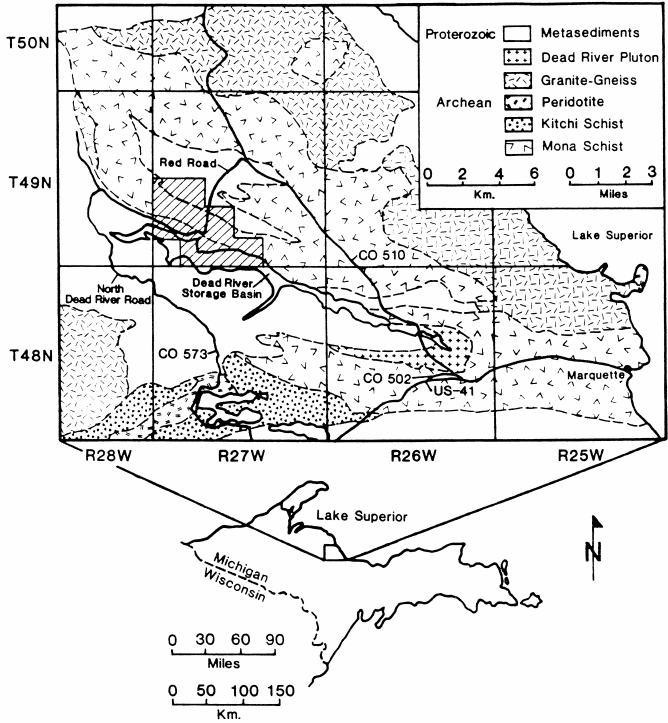 T50N
T49N
T48N
Proterozoic
Metasediments
Dead River Pluton
Granite-Gneiss
Archean
Peridotite
Kitchi Schist
Mona Schist
0 2 4 6
Km.
0 1 2 3
Miles
Red Road
Lake Superior
CO 510
North
Dead River Road
Dead River
Storage Basin
CO 573
CO 502
US-41
Marquette
R28W R27W R26W R25W
Lake Superior
Michigan
Wisconsin
N
0 30 60 90
Miles
0 50 100 150
Km.